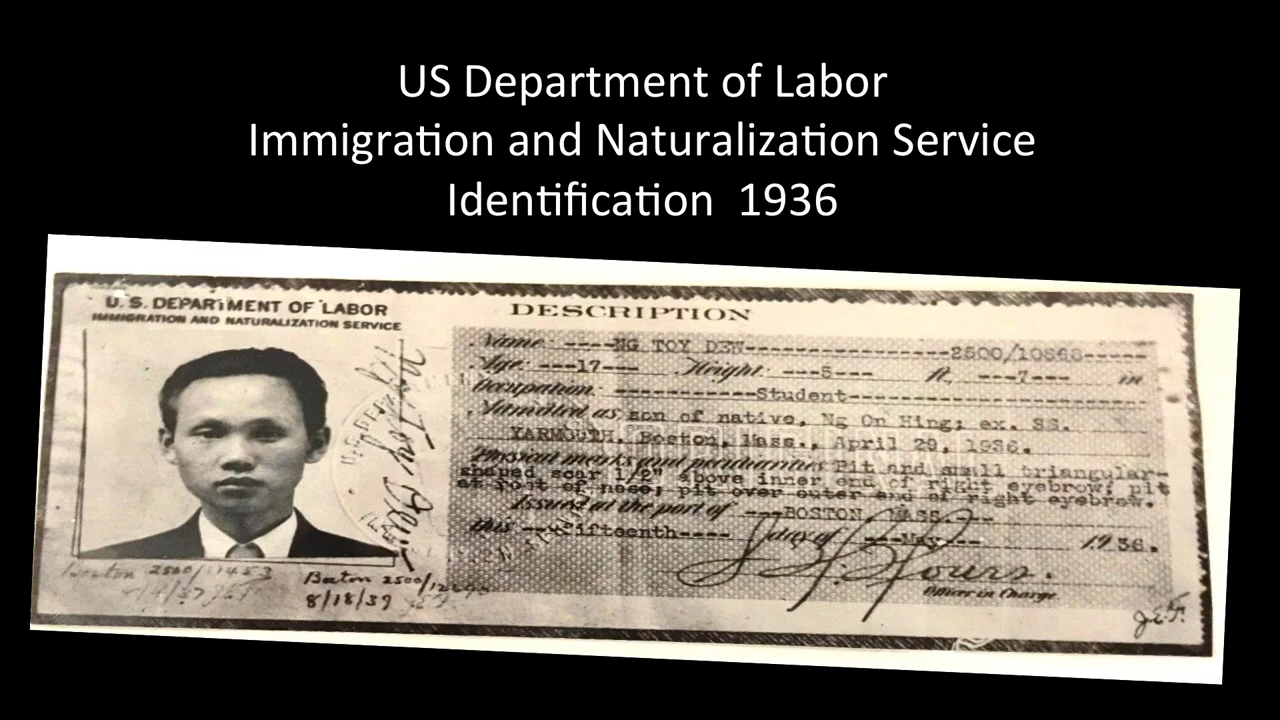 US Department of Labor
Immigration and Naturalization Service
Identification 1936
U. S. DEPARTMENT OF LABOR
IMMIGRATION AND NATURALIZATION SERVICE
DESCRIPTION
Name: ----NG TOY DEW--------------------2500/10868-----
Age: ---17--- Height: ---5--- ft, ---7--- in
Occupation. -----------Student-----------------------
Admitted as son of native, Ng On Hing; ex. SS.
YARMOUTH, Boston, Mass., April 29, 1936.
Physical marks and peculiarities Pit and small triangular-
shaped scar 1/2" above inner end of right eyebrow; pit
at root of nose; pit over outer end of right eyebrow.
Issued at the port of ---BOSTON, MASS.---
this ---Fifteenth---- day of ---May--- 1936.
Officer in Charge
J.E.F.
Boston 2500/11453
Boston 2500/
8/18/39